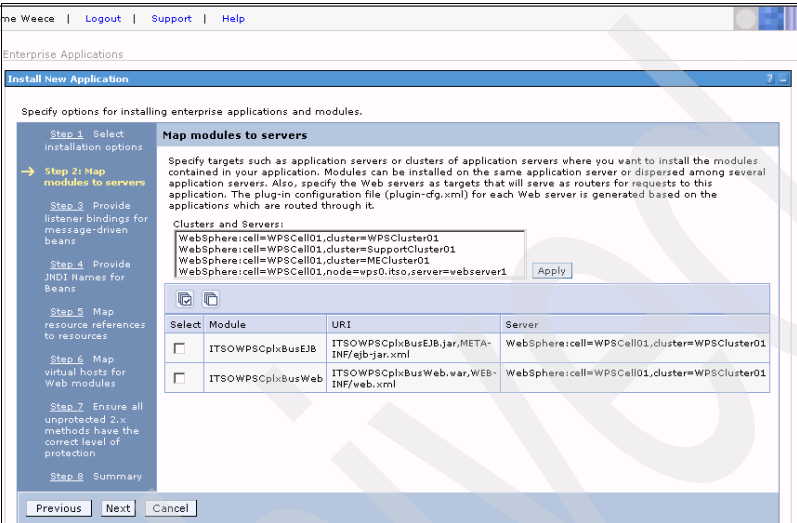 me Weece | Logout | Support | Help
Enterprise Applications
Install New Application ? –
Specify options for installing enterprise applications and modules.
Step 1 Select
installation options
→ Step 2: Map
modules to servers
Step 3 Provide
listener bindings for
message-driven
beans
Step 4 Provide
JNDI Names for
Beans
Step 5 Map
resource references
to resources
Step 6 Map
virtual hosts for
Web modules
Step 7 Ensure all
unprotected 2.x
methods have the
correct level of
protection
Step 8 Summary
Map modules to servers
Specify targets such as application servers or clusters of application servers where you want to install the modules
contained in your application. Modules can be installed on the same application server or dispersed among several
application servers. Also, specify the Web servers as targets that will serve as routers for requests to this
application. The plug-in configuration file (plugin-cfg.xml) for each Web server is generated based on the
applications which are routed through it.
Clusters and Servers:
WebSphere:cell=WPSCell01,cluster=WPSCluster01
WebSphere:cell=WPSCell01,cluster=SupportCluster01
WebSphere:cell=WPSCell01,cluster=MECluster01
WebSphere:cell=WPSCell01,node=wps0.itso,server=webserver1
Apply
Select Module URI Server
ITSOWPSCplxBusEJB ITSOWPSCplxBusEJB.jar,META- WebSphere:cell=WPSCell01,cluster=WPSCluster01
INF/ejb-jar.xml
ITSOWPSCplxBusWeb ITSOWPSCplxBusWeb.war,WEB- WebSphere:cell=WPSCell01,cluster=WPSCluster01
INF/web.xml
Previous Next Cancel